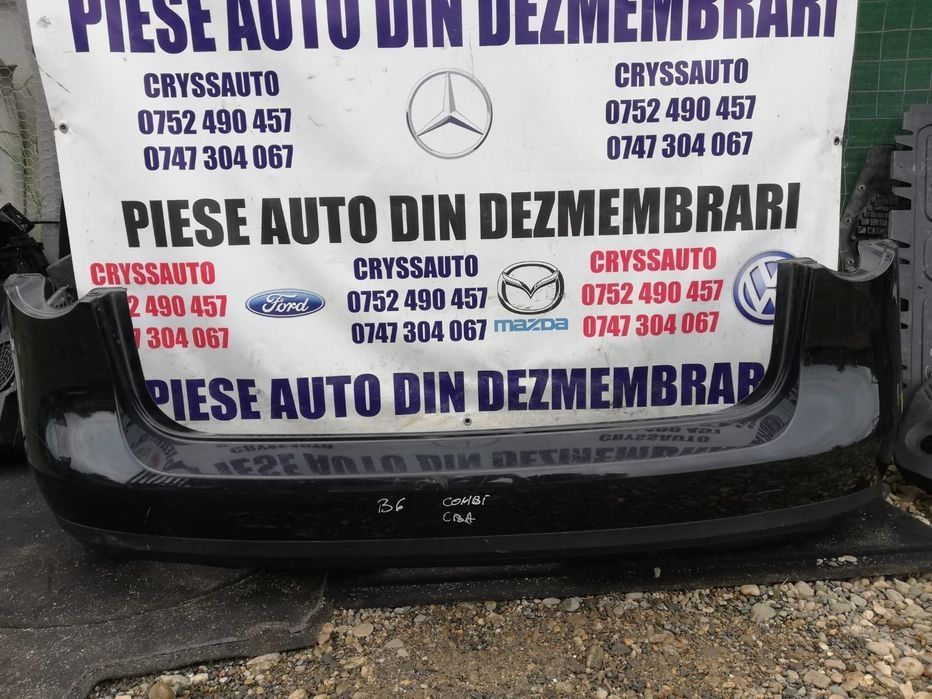 PIESE AUTO DIN DEZMEMBRARI
CRYSSAUTO
0752 490 457
0747 304 067
CRYSSAUTO
0752 490 457
0747 304 067
PIESE AUTO DIN DEZMEMBRARI
CRYSSAUTO
2 490 457
7 304 067
Ford
CRYSSAUTO
0752 490 457
0747 304 067
mazda
CRYSSAUTO
0752 490 457
0747 304 067
VW
PIESE AUTO DIN DEZMEMBRAR
B6 COMBI
CBA